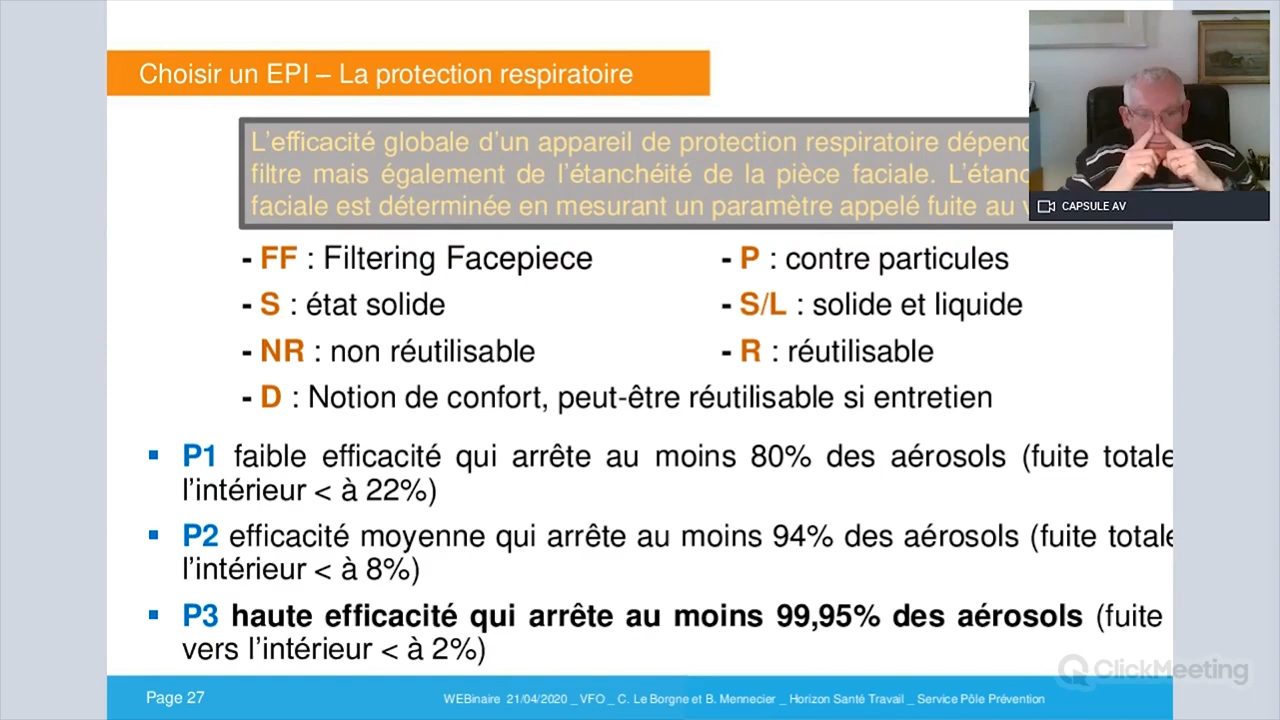 Choisir un EPI – La protection respiratoire
L’efficacité globale d’un appareil de protection respiratoire dépend
filtre mais également de l’étanchéité de la pièce faciale. L’étanc
faciale est déterminée en mesurant un paramètre appelé fuite au v
CAPSULE AV
- FF : Filtering Facepiece
- P : contre particules
- S : état solide
- S/L : solide et liquide
- NR : non réutilisable
- R : réutilisable
- D : Notion de confort, peut-être réutilisable si entretien
▪ P1 faible efficacité qui arrête au moins 80% des aérosols (fuite totale
l’intérieur < à 22%)
▪ P2 efficacité moyenne qui arrête au moins 94% des aérosols (fuite totale
l’intérieur < à 8%)
▪ P3 haute efficacité qui arrête au moins 99,95% des aérosols (fuite
vers l’intérieur < à 2%)
ClickMeeting
Page 27
WEBinaire 21/04/2020 _ VFO _ C. Le Borgne et B. Mennecier _ Horizon Santé Travail _ Service Pôle Prévention